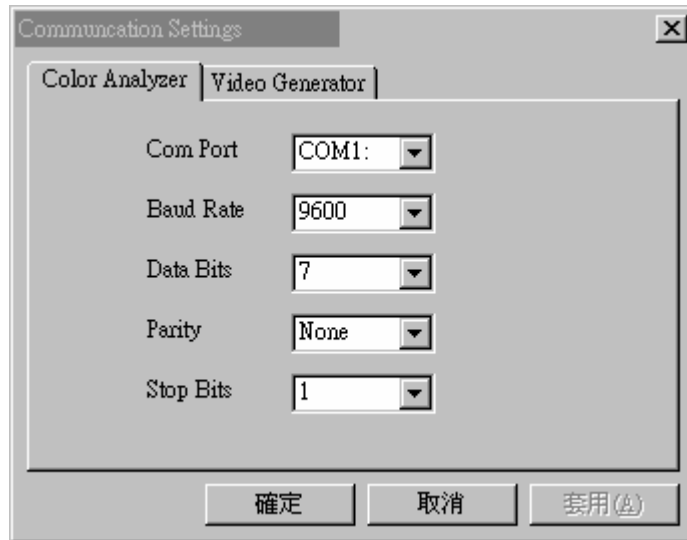 Communcation Settings
Color Analyzer Video Generator
Com Port COM1:
Baud Rate 9600
Data Bits 7
Parity None
Stop Bits 1
確定 取消 套用(A)